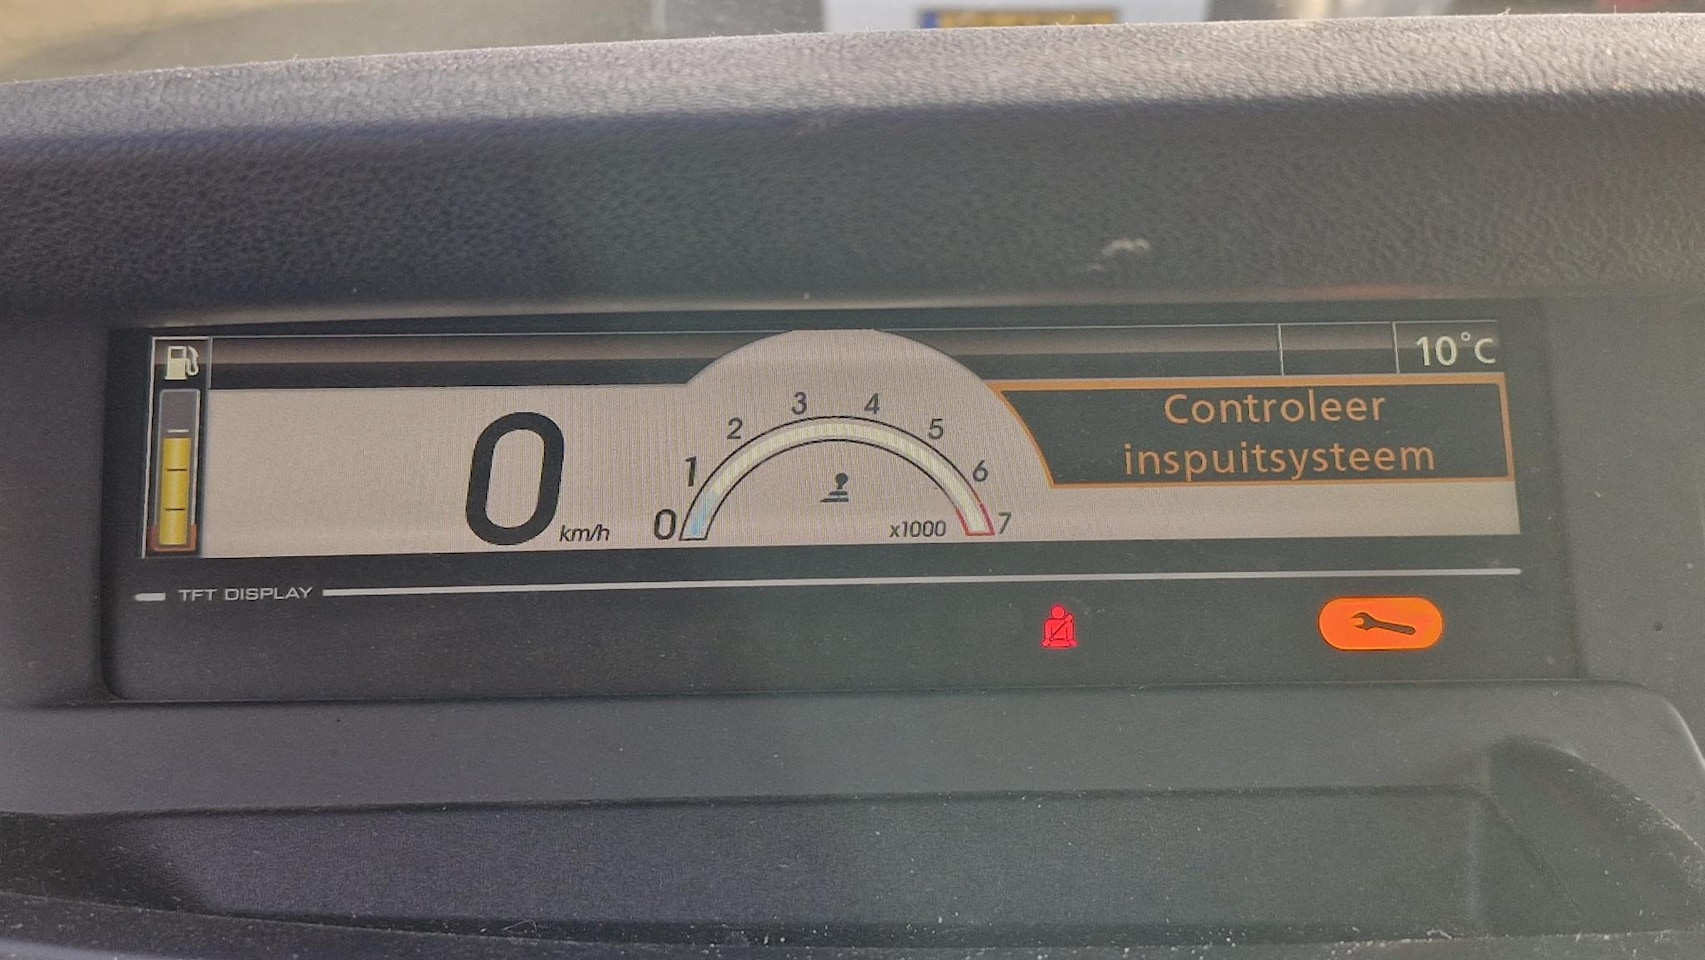 10°C
Controleer
inspuitsysteem
0 km/h
0 1 2 3 4 5 6 7
x1000
TFT DISPLAY